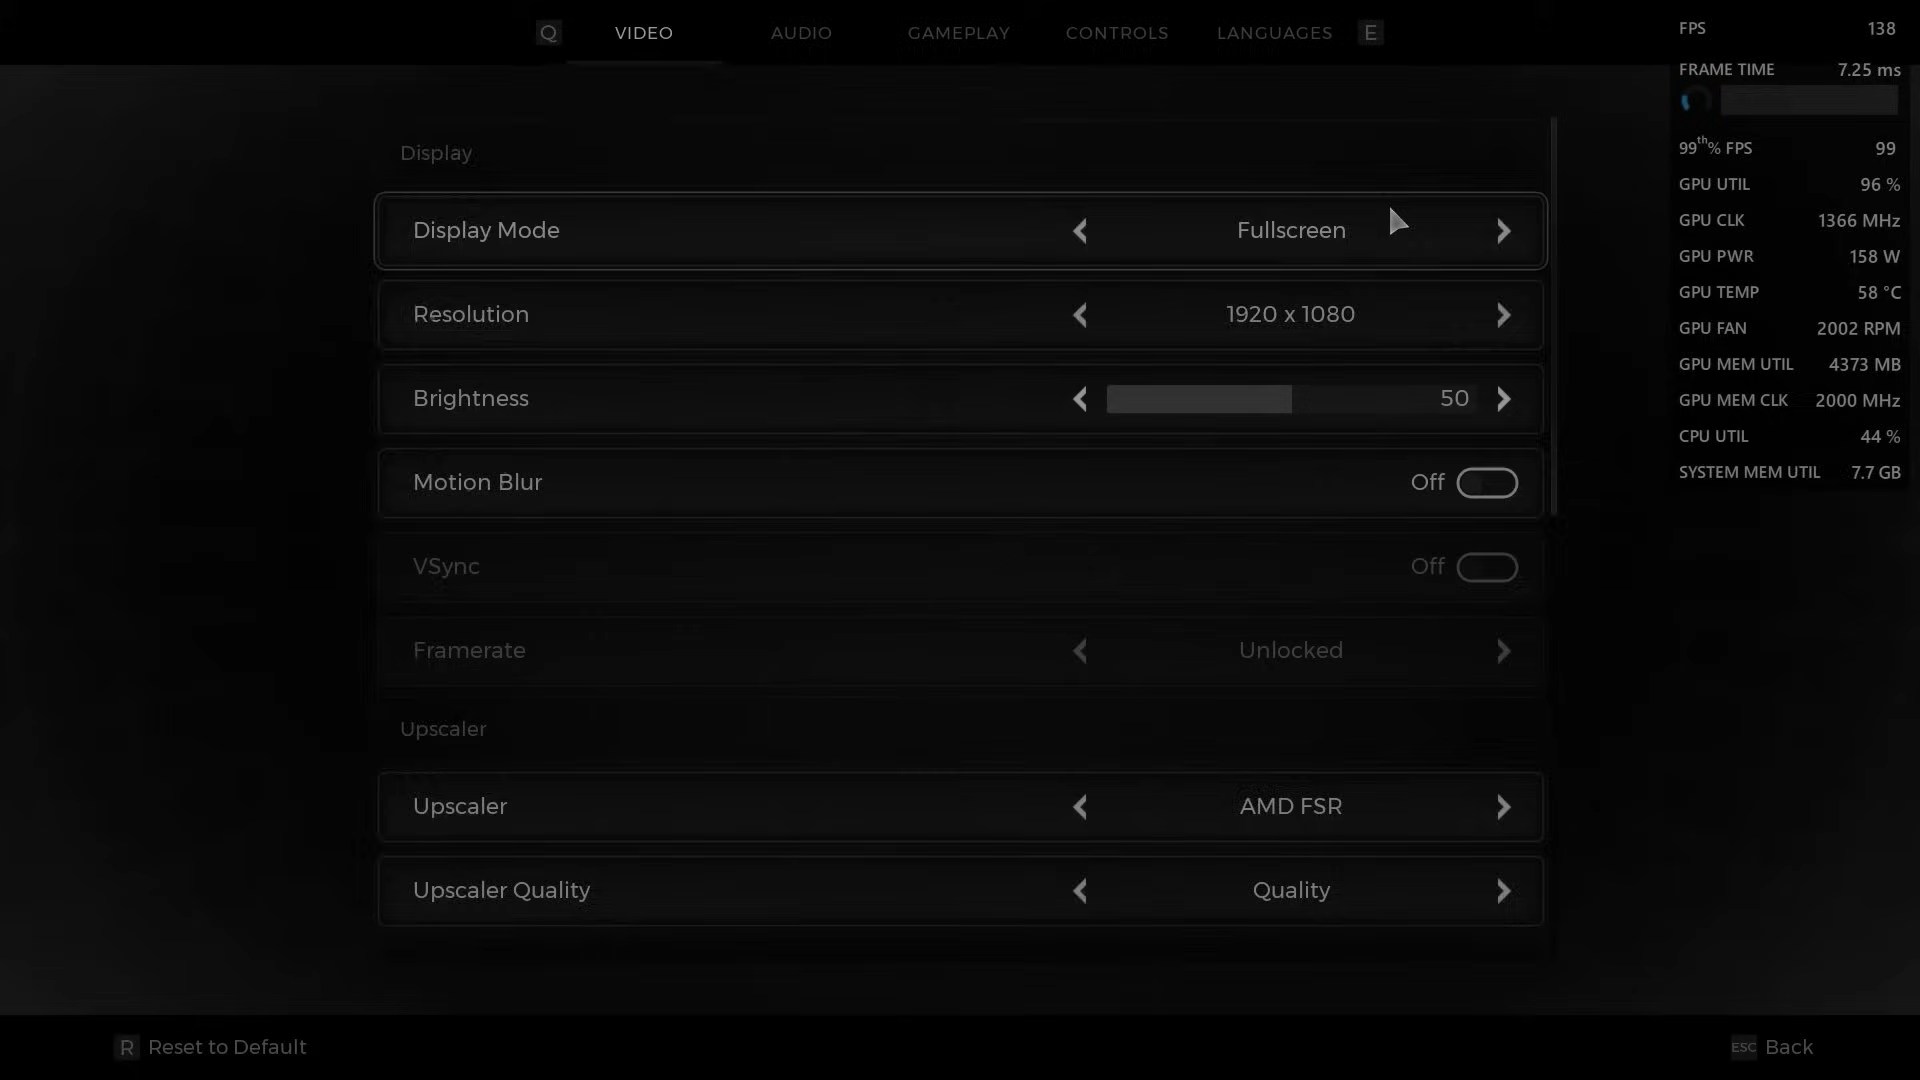 Q VIDEO AUDIO GAMEPLAY CONTROLS LANGUAGES E
Display
Display Mode Fullscreen
Resolution 1920 x 1080
Brightness 50
Motion Blur Off
VSync Off
Framerate Unlocked
Upscaler
Upscaler AMD FSR
Upscaler Quality Quality
R Reset to Default
ESC Back
FPS 138
FRAME TIME 7.25 ms
99th% FPS 99
GPU UTIL 96 %
GPU CLK 1366 MHz
GPU PWR 158 W
GPU TEMP 58 °C
GPU FAN 2002 RPM
GPU MEM UTIL 4373 MB
GPU MEM CLK 2000 MHz
CPU UTIL 44 %
SYSTEM MEM UTIL 7.7 GB